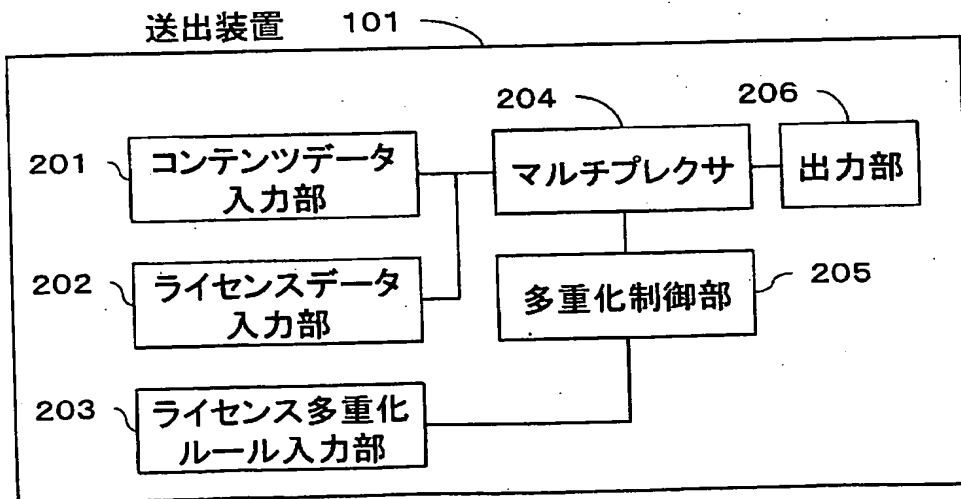 送出装置 101
204
206
201
コンテンツデータ
入力部
マルチプレクサ
出力部
202
ライセンスデータ
入力部
多重化制御部
205
203
ライセンス多重化
ルール入力部